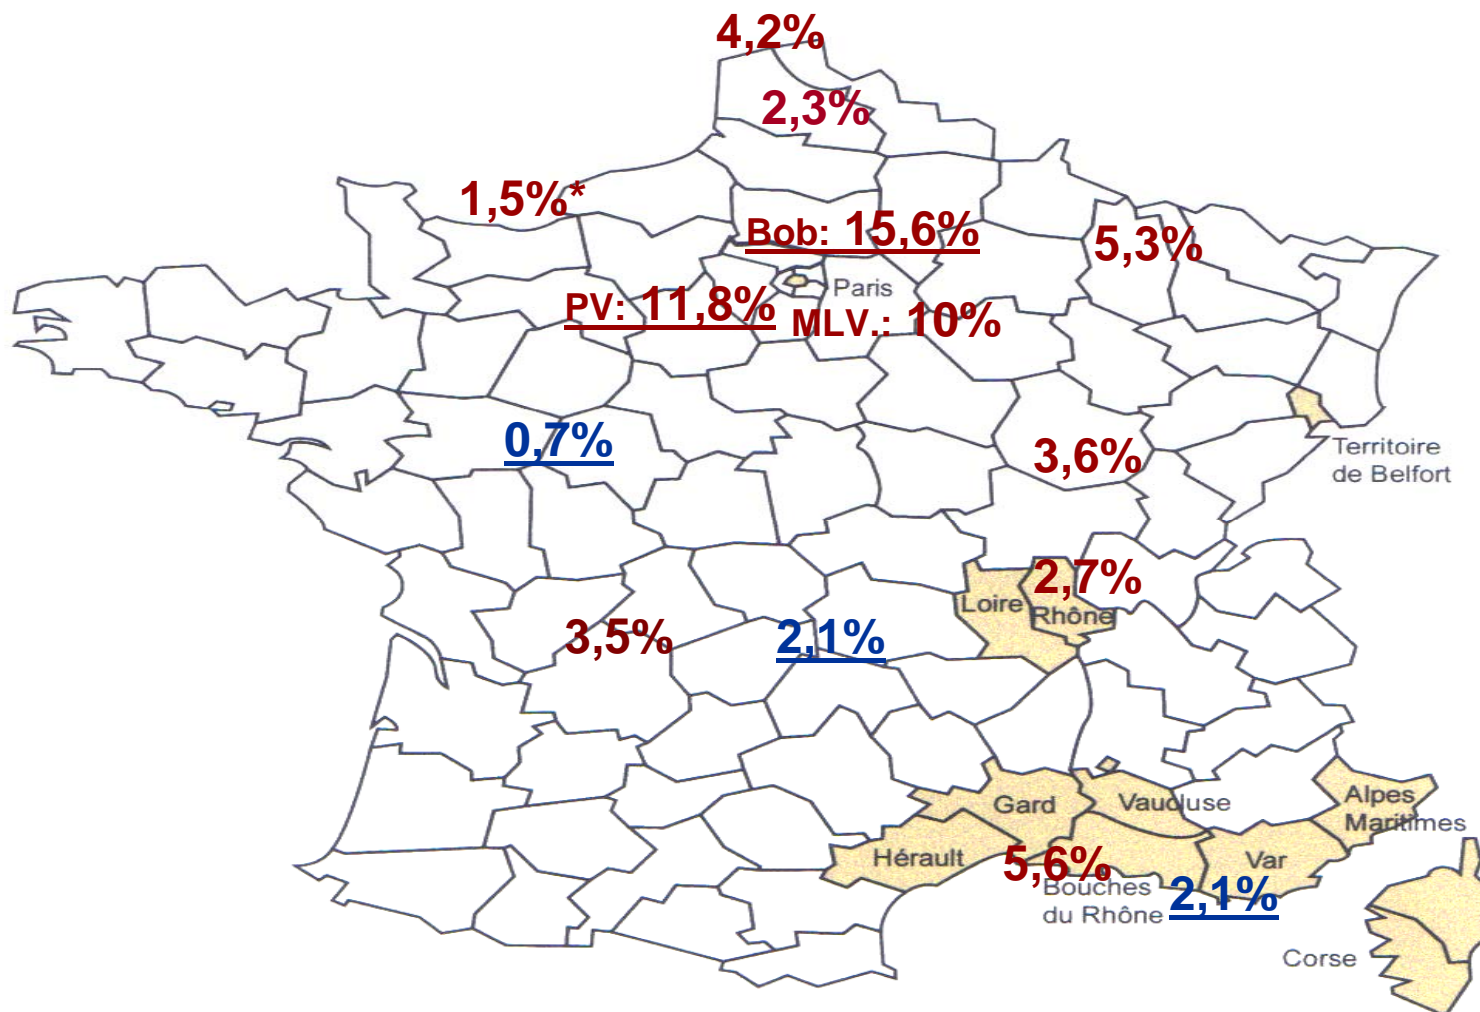 4,2%
2,3%
1,5%*
Bob: 15,6%
5,3%
Paris
PV: 11,8%
MLV.: 10%
0,7%
3,6%
Territoire
de Belfort
2,7%
Loire
Rhône
3,5%
2,1%
Gard
Vaucluse
Alpes
Maritimes
Hérault
5,6%
Var
Bouches
du Rhône
2,1%
Corse